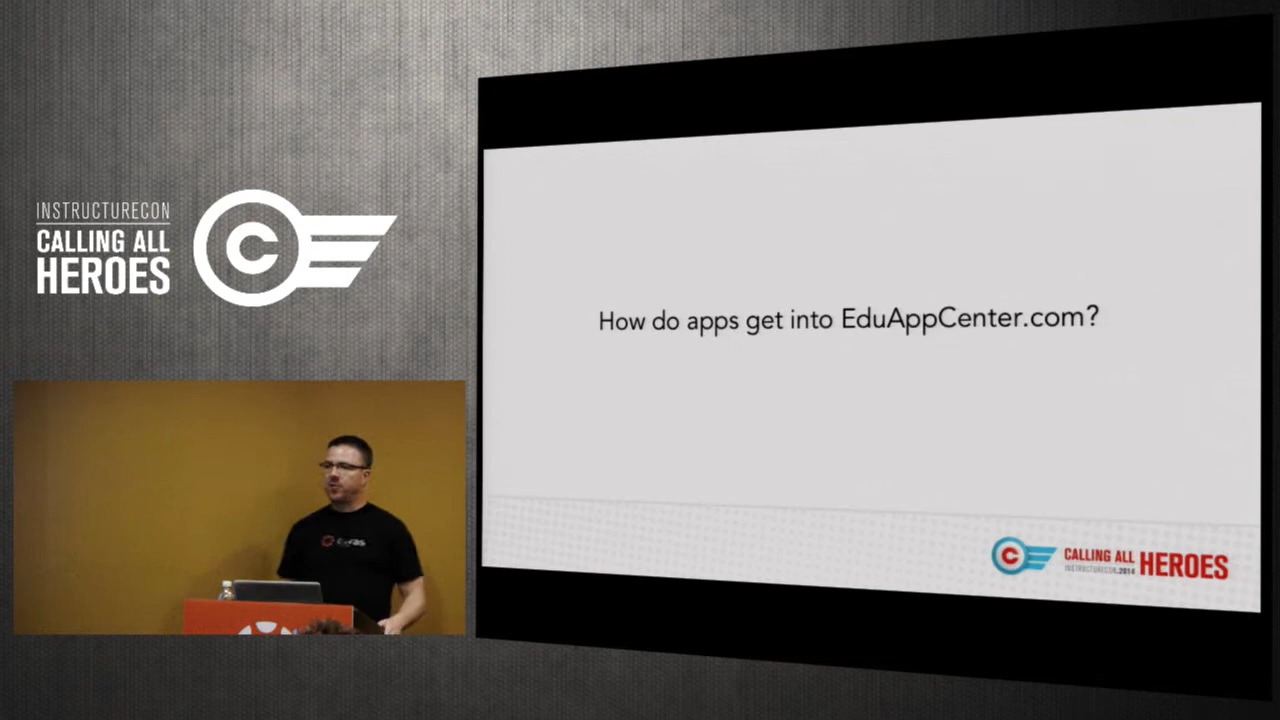 INSTRUCTURECON
CALLING ALL
HEROES
C
How do apps get into EduAppCenter.com?
C
CALLING ALL HEROES
INSTRUCTURECON.2014